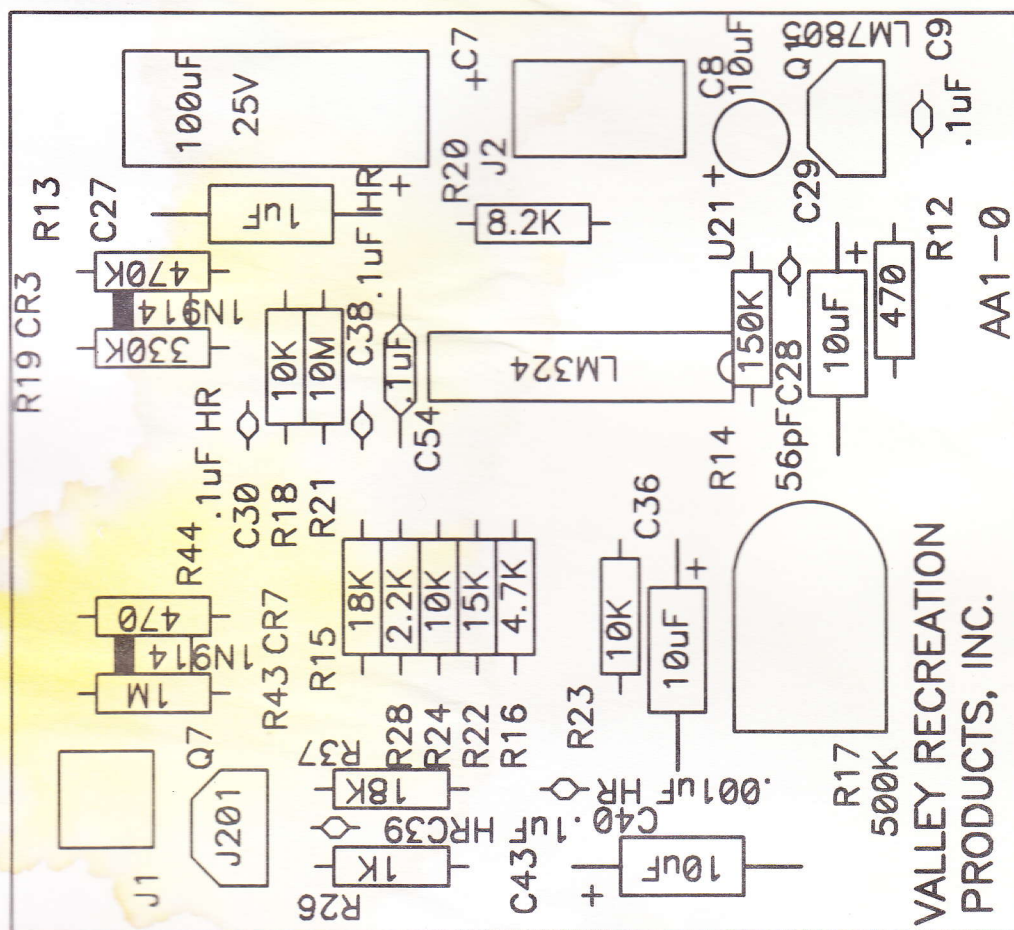 100uF
25V
C7
+
C8
10uF
Q1
LM7805
C9
.1uF
J2
R20
8.2K
U21
+
C29
R13
C27
1uF
HR
+
470K
1N914
330K
R19
CR3
.1uF
C38
10K
10M
.1uF
C54
LM324
150K
R14
56pF
C28
10uF
+
470
R12
AA1-0
.1uF HR
C30
R18
R21
R44
470
1N914
1M
R43
CR7
R15
18K
2.2K
10K
15K
4.7K
R28
R24
R22
R16
C36
10K
10uF
+
R23
R37
18K
Q7
J201
J1
HR
C39
1K
R26
.1uF
HR
.001uF
C40
C43
+
10uF
R17
500K
VALLEY RECREATION
PRODUCTS, INC.